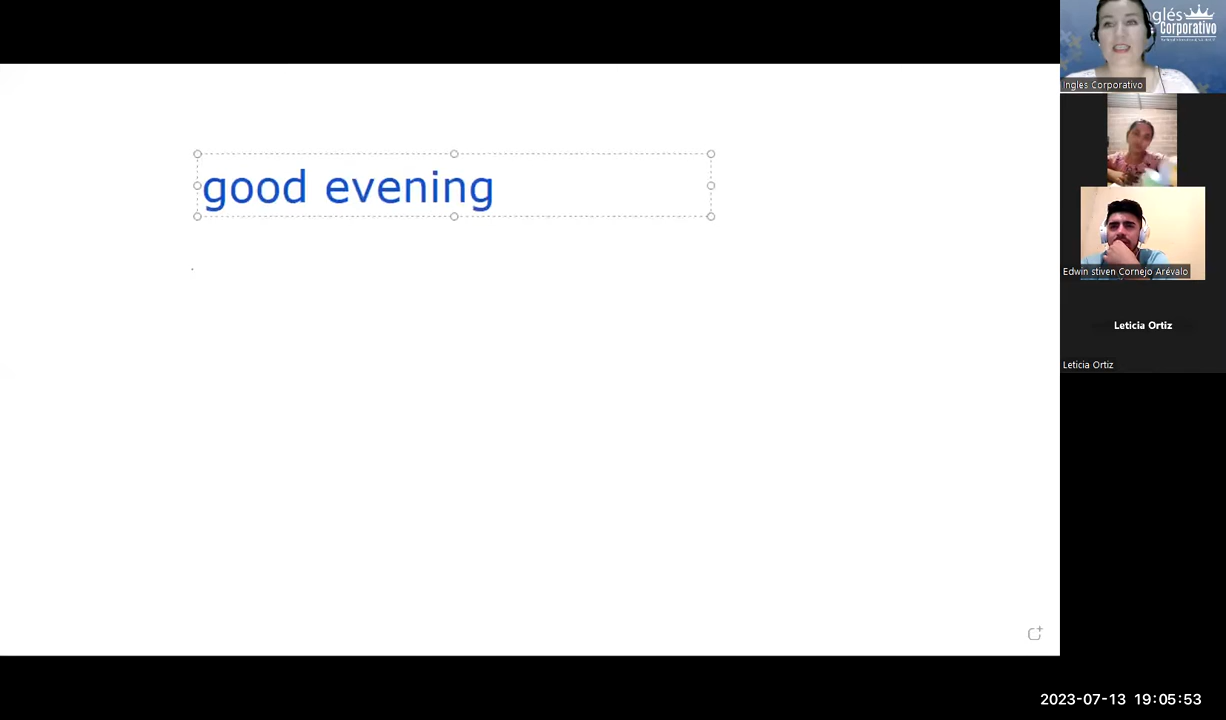 glés
Corporativo
Ingles Corporativo
good evening
Edwin stiven Cornejo Arévalo
Leticia Ortiz
Leticia Ortiz
2023-07-13 19:05:53